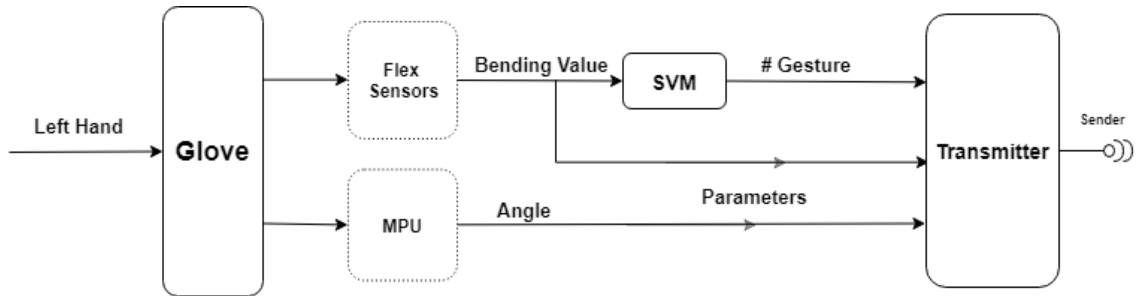 Left Hand
Glove
Flex
Sensors
Bending Value
SVM
# Gesture
MPU
Angle
Parameters
Transmitter
Sender